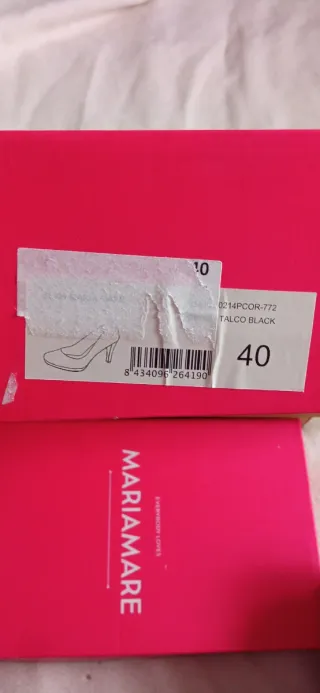 40
0214PCOR-772
TALCO BLACK
40
8 434096 264190
EVERYBODY LOVES
MARIAMARE